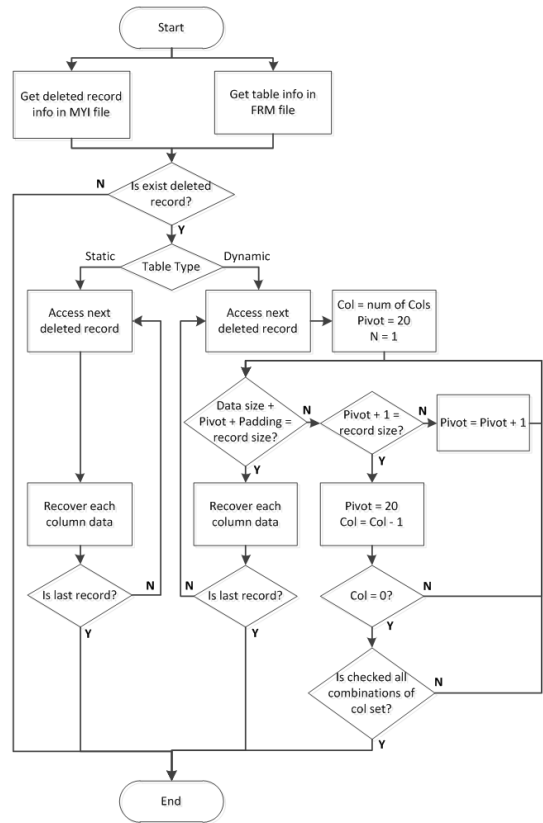 Start
Get deleted record
info in MYI file
Get table info in
FRM file
N
Is exist deleted
record?
Y
Static
Table Type
Dynamic
Access next
deleted record
Access next
deleted record
Col = num of Cols
Pivot = 20
N = 1
Data size +
Pivot + Padding =
record size?
N
Pivot + 1 =
record size?
N
Pivot = Pivot + 1
Y
Y
Recover each
column data
Recover each
column data
Pivot = 20
Col = Col - 1
Is last record?
N
N
Is last record?
Col = 0?
N
Y
Y
Y
Is checked all
combinations of
col set?
N
Y
End